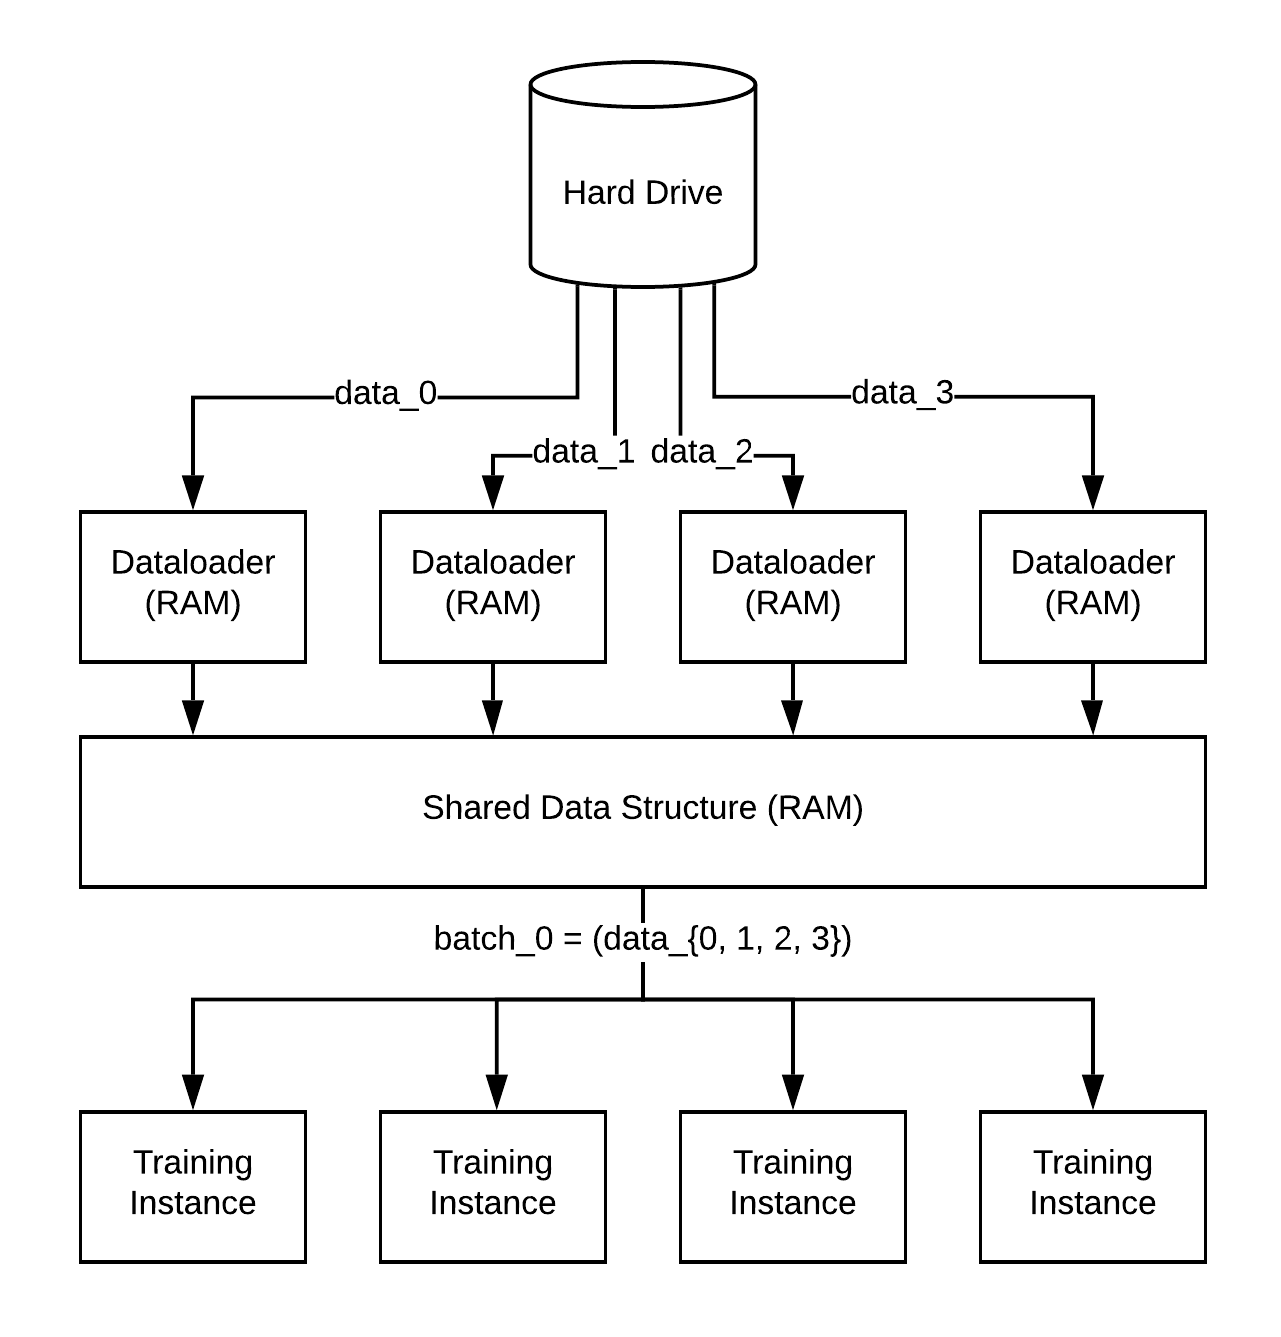 Hard Drive
data_0
data_3
data_1
data_2
Dataloader
(RAM)
Dataloader
(RAM)
Dataloader
(RAM)
Dataloader
(RAM)
Shared Data Structure (RAM)
batch_0 = (data_{0, 1, 2, 3})
Training
Instance
Training
Instance
Training
Instance
Training
Instance